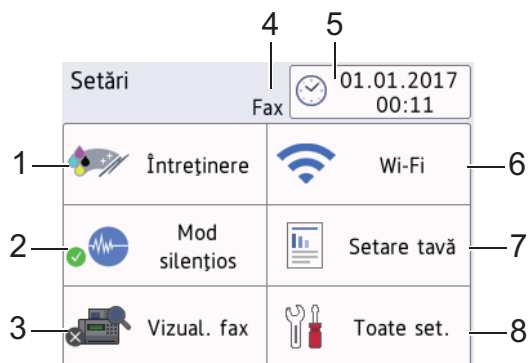 4
5
Setări
Fax
01.01.2017
00:11
1
Întreţinere
Wi-Fi
6
2
Mod
silenţios
Setare tavă
7
3
Vizual. fax
Toate set.
8